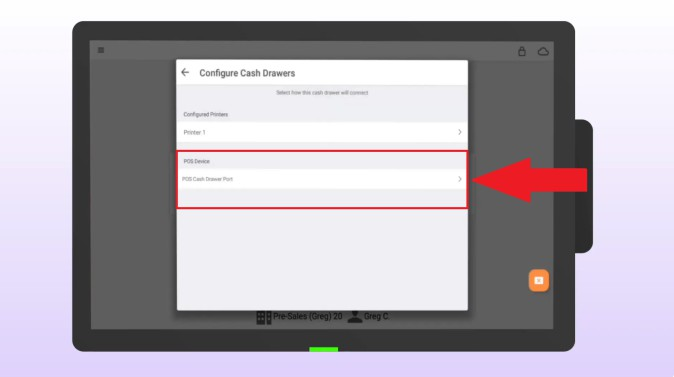 Configure Cash Drawers
Select how this cash drawer will connect
Configured Printers
Printer 1
POS Device
POS Cash Drawer Port
Pre-Sales (Greg) 20 Greg C.